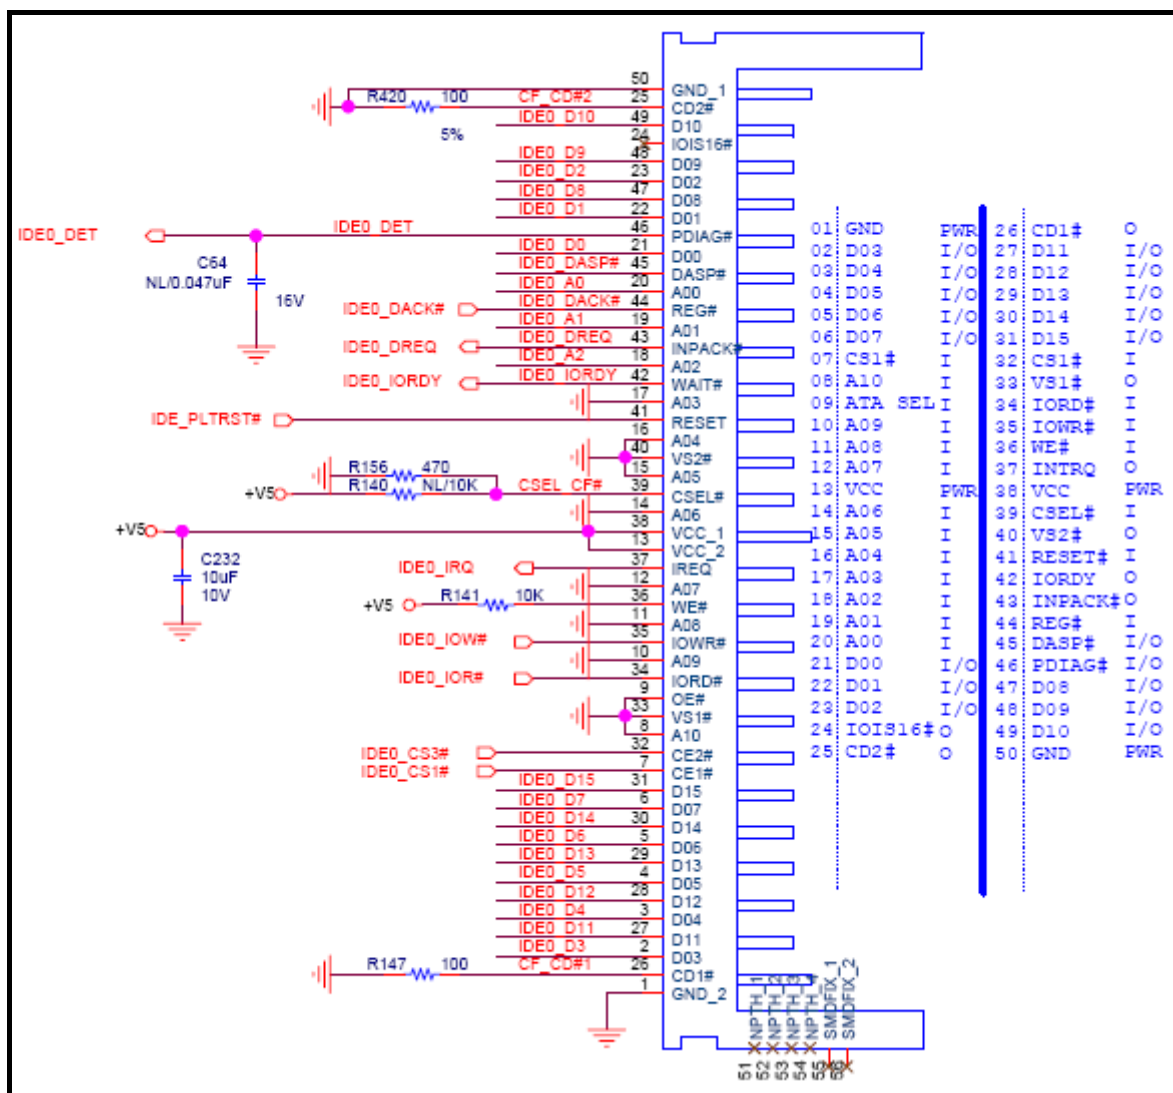 50 GND_1
R420 100 CF_CD#2 25 CD2#
5%
IDE0_D10 49 D10
24 IOIS16#
IDE0_D9 48 D09
IDE0_D2 23 D02
IDE0_D8 47 D08
IDE0_D1 22 D01
IDE0_DET IDE0_DET 46 PDIAG#
C64
NL/0.047uF
16V
IDE0_D0 21 D00
IDE0_DASP# 45 DASP#
IDE0_A0 20 A00
IDE0_DACK# IDE0_DACK# 44 REG#
IDE0_A1 19 A01
IDE0_DREQ IDE0_DREQ 43 INPACK#
IDE0_A2 18 A02
IDE0_IORDY IDE0_IORDY 42 WAIT#
17 A03
IDE_PLTRST# 41 RESET
16 A04
40 VS2#
15 A05
R156 470
+V5 R140 NL/10K CSEL_CF# 39 CSEL#
14 A06
+V5 38 VCC_1
13 VCC_2
C232
10uF
10V
IDE0_IRQ 37 IREQ
12 A07
+V5 R141 10K 36 WE#
11 A08
IDE0_IOW# 35 IOWR#
10 A09
IDE0_IOR# 34 IORD#
9 OE#
33 VS1#
8 A10
IDE0_CS3# 32 CE2#
IDE0_CS1# 7 CE1#
IDE0_D15 31 D15
IDE0_D7 6 D07
IDE0_D14 30 D14
IDE0_D6 5 D06
IDE0_D13 29 D13
IDE0_D5 4 D05
IDE0_D12 28 D12
IDE0_D4 3 D04
IDE0_D11 27 D11
IDE0_D3 2 D03
R147 100 CF_CD#1 26 CD1#
1 GND_2
01 GND PWR 26 CD1# O
02 D03 I/O 27 D11 I/O
03 D04 I/O 28 D12 I/O
04 D05 I/O 29 D13 I/O
05 D06 I/O 30 D14 I/O
06 D07 I/O 31 D15 I/O
07 CS1# I 32 CS1# I
08 A10 I 33 VS1# O
09 ATA SEL I 34 IORD# I
10 A09 I 35 IOWR# I
11 A08 I 36 WE# I
12 A07 I 37 INTRQ O
13 VCC PWR 38 VCC PWR
14 A06 I 39 CSEL# I
15 A05 I 40 VS2# O
16 A04 I 41 RESET# I
17 A03 I 42 IORDY O
18 A02 I 43 INPACK# O
19 A01 I 44 REG# I
20 A00 I 45 DASP# I/O
21 D00 I/O 46 PDIAG# I/O
22 D01 I/O 47 D08 I/O
23 D02 I/O 48 D09 I/O
24 IOIS16# O 49 D10 I/O
25 CD2# O 50 GND PWR
51 NPTH_1
52 NPTH_2
53 NPTH_3
54 NPTH_4
55 SMDFIX_1
56 SMDFIX_2